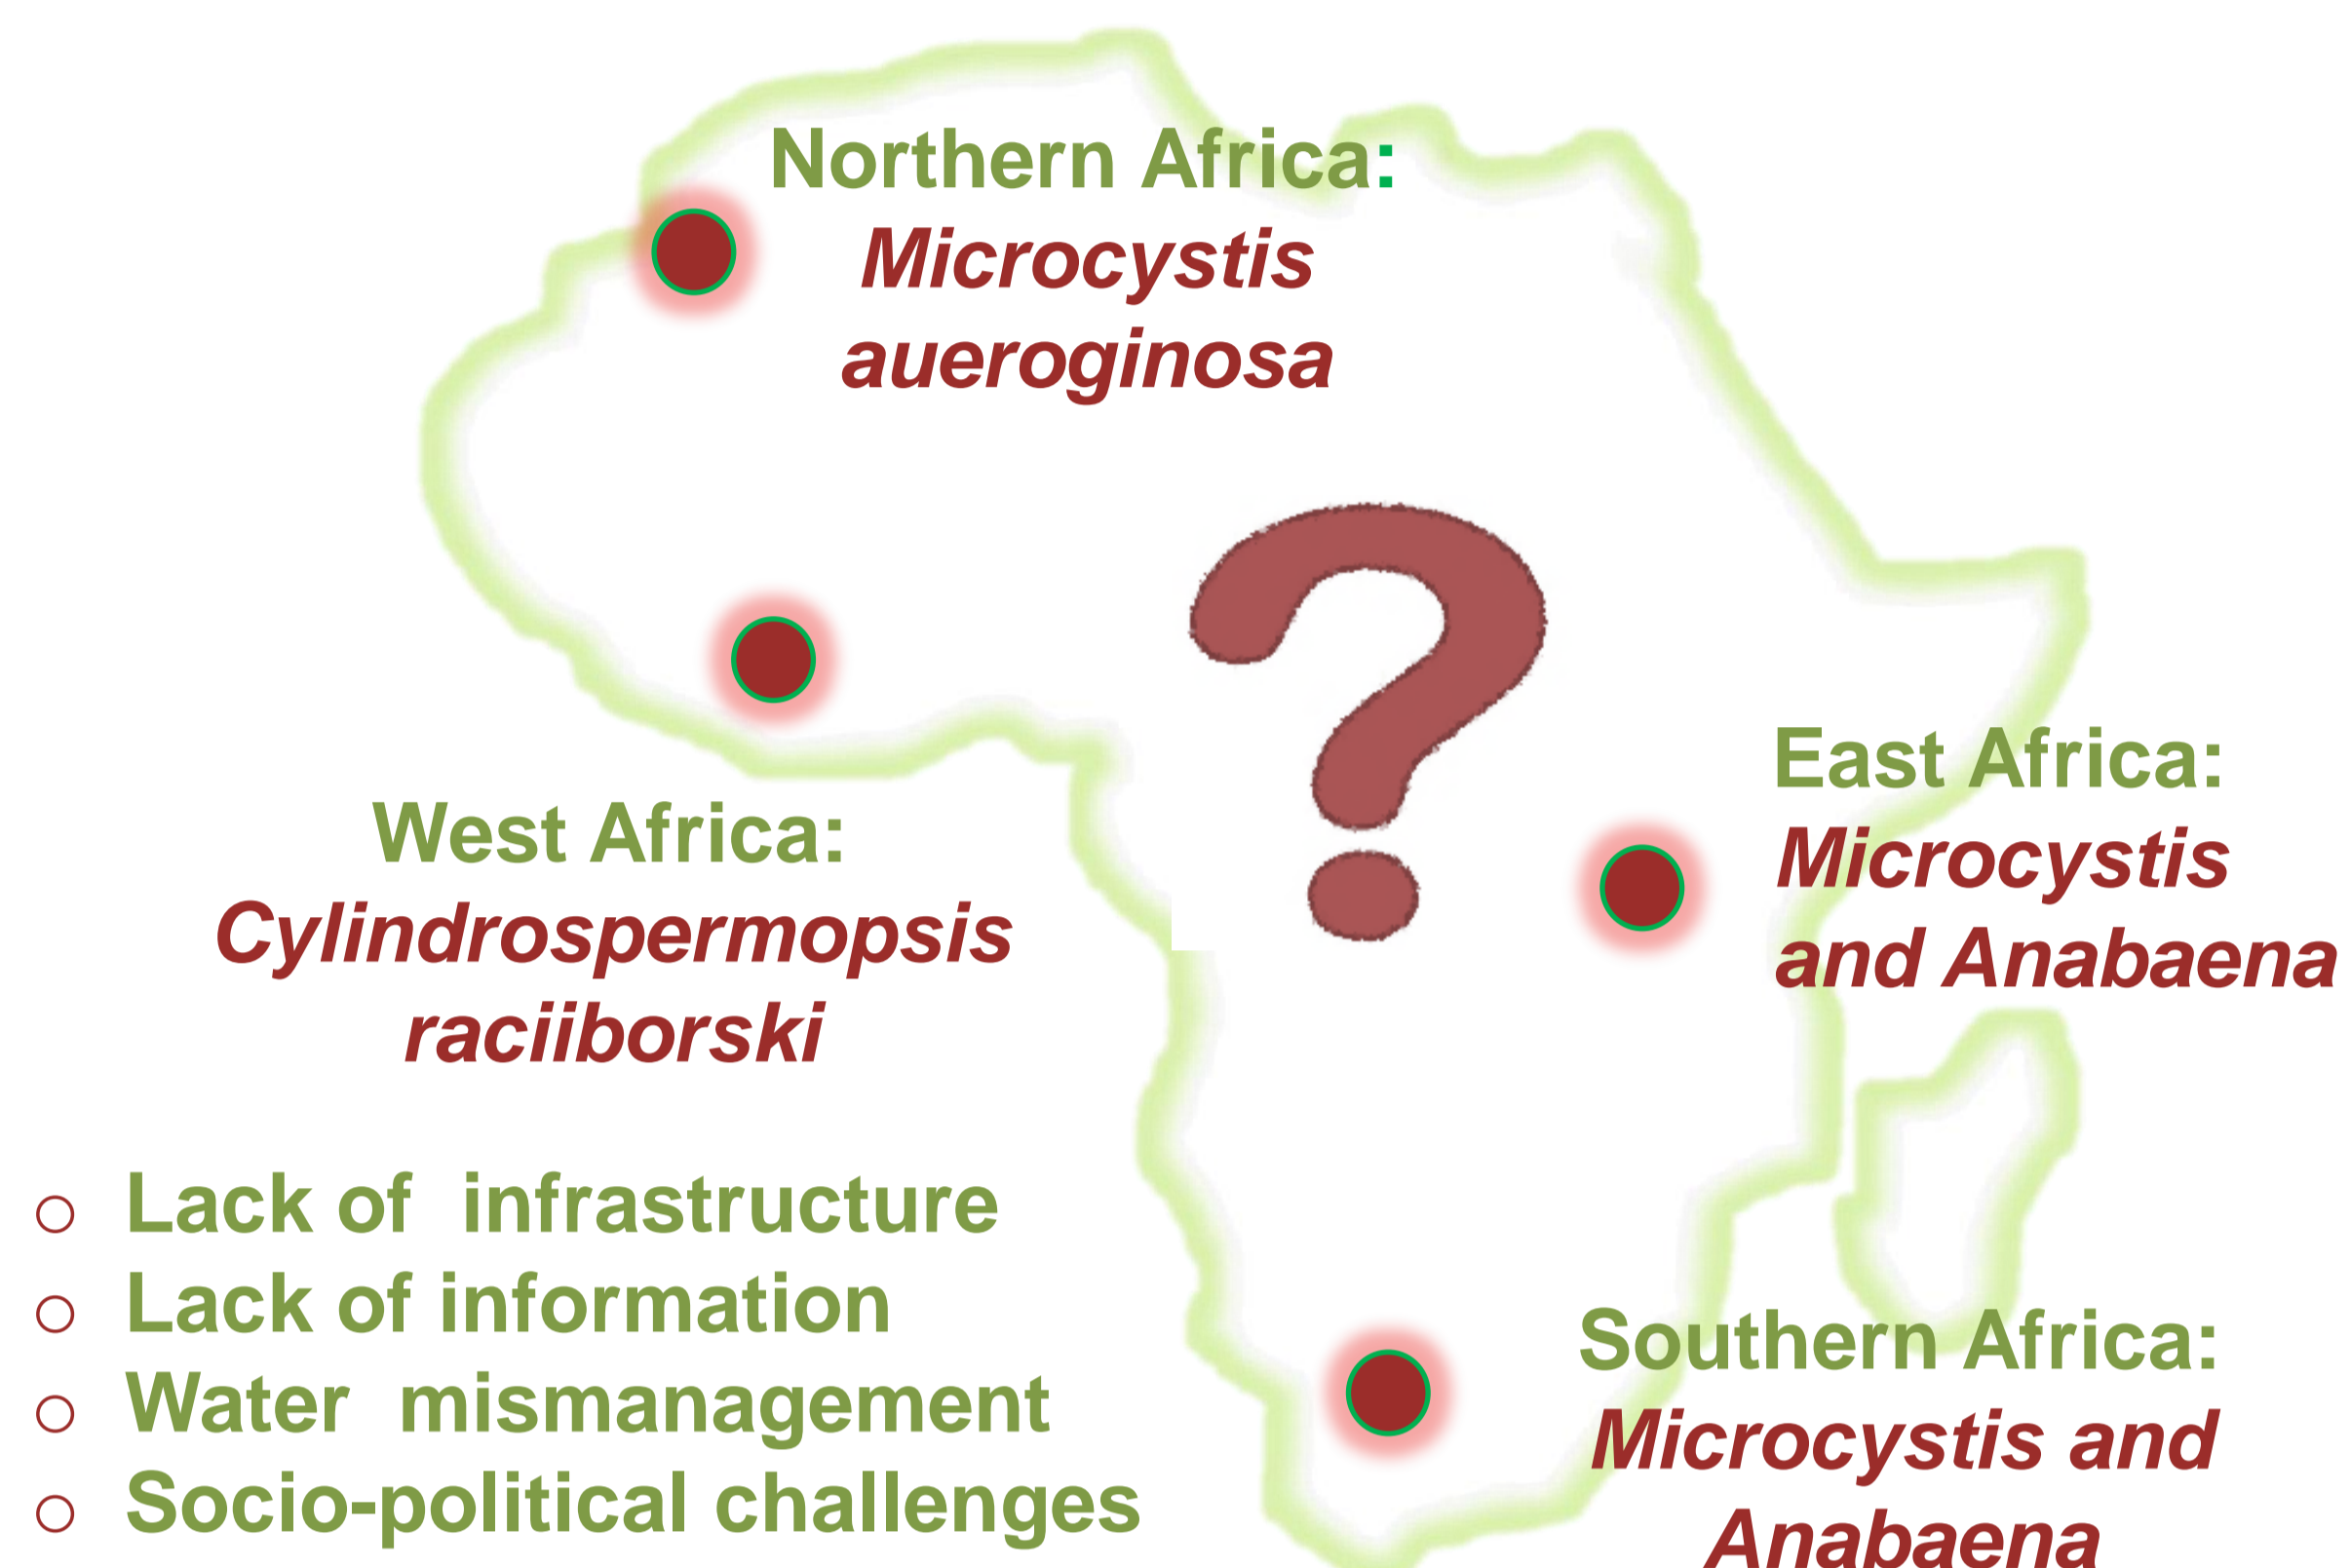 Northern Africa:
Microcystis
aueroginosa
West Africa:
Cylindrospermopsis
raciiborski
East Africa:
Microcystis
and Anabaena
Southern Africa:
Microcystis and
Anabaena
?
○ Lack of infrastructure
○ Lack of information
○ Water mismanagement
○ Socio-political challenges